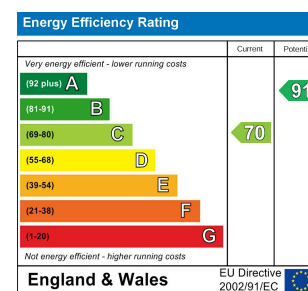 Energy Efficiency Rating
Current Potenti
Very energy efficient - lower running costs
(92 plus) A
(81-91) B
(69-80) C
(55-68) D
(39-54) E
(21-38) F
(1-20) G
70
91
Not energy efficient - higher running costs
England & Wales
EU Directive
2002/91/EC